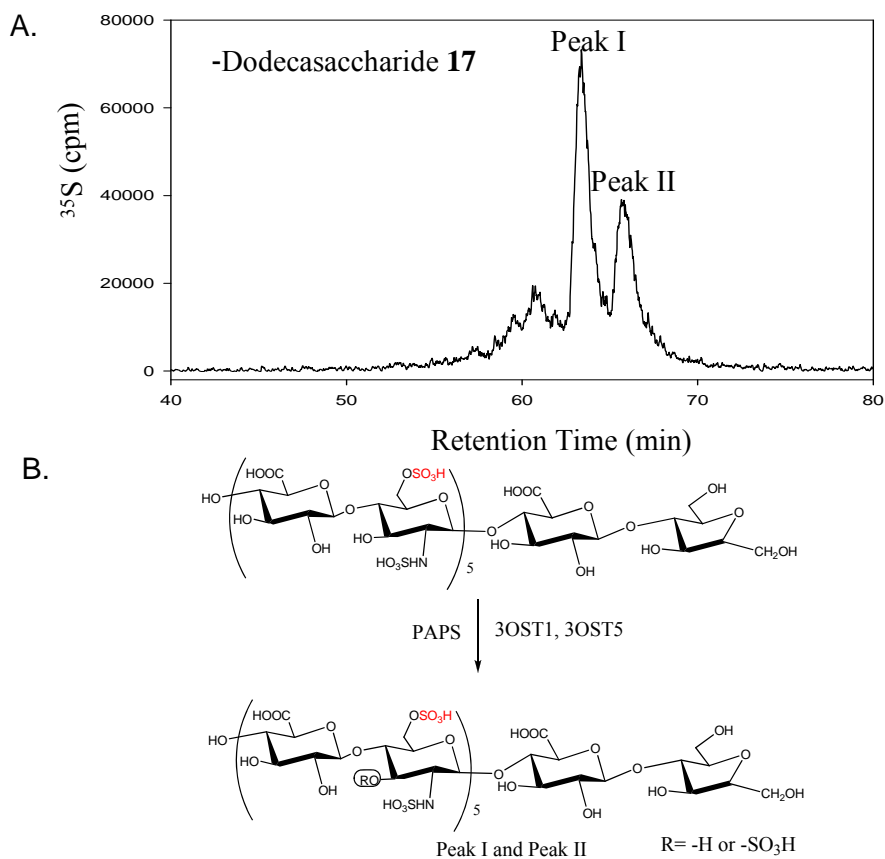 A.
-Dodecasaccharide 17
Peak I
Peak II
80000
60000
40000
20000
0
35S (cpm)
40 50 60 70 80
Retention Time (min)
B.
HOOC OSO3H HOOC OH
HO O O O O O
HO HO HO HO CH2OH
OH HO3SHN OH
5
PAPS 3OST1, 3OST5
HOOC OSO3H HOOC OH
HO O O O O O
HO RO HO HO CH2OH
OH HO3SHN OH
5
Peak I and Peak II R= -H or -SO3H